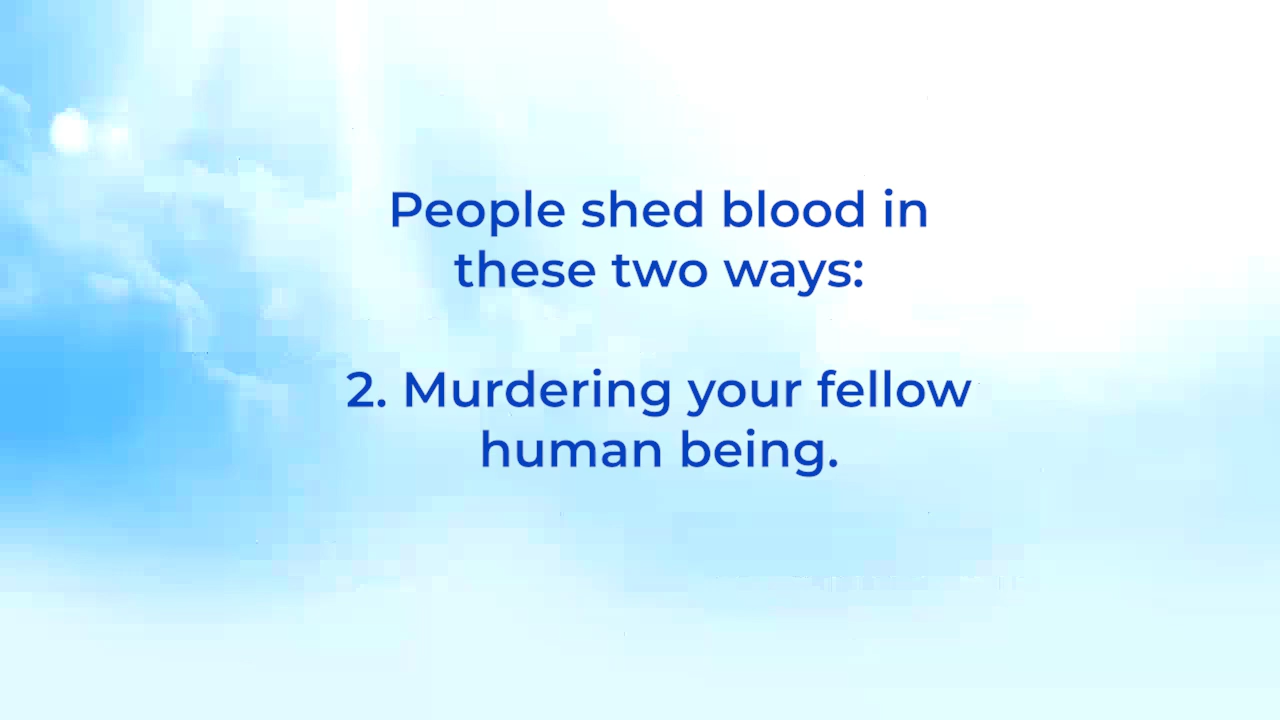 People shed blood in
these two ways:
2. Murdering your fellow
human being.